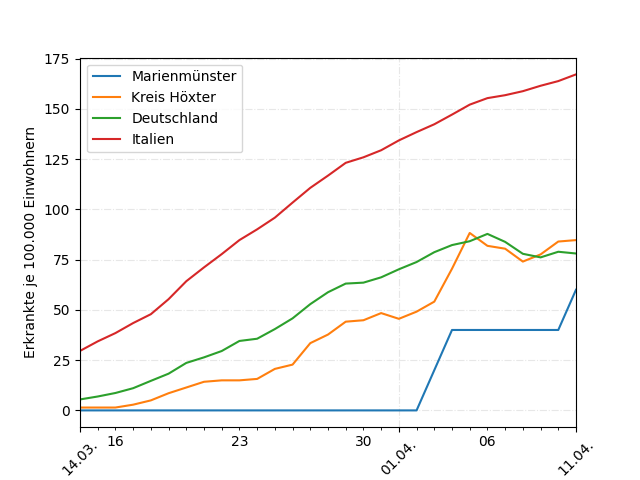 175
150
125
100
75
50
25
0
Erkrankte je 100.000 Einwohnern
Marienmünster
Kreis Höxter
Deutschland
Italien
14.03. 16 23 30 01.04. 06 11.04.